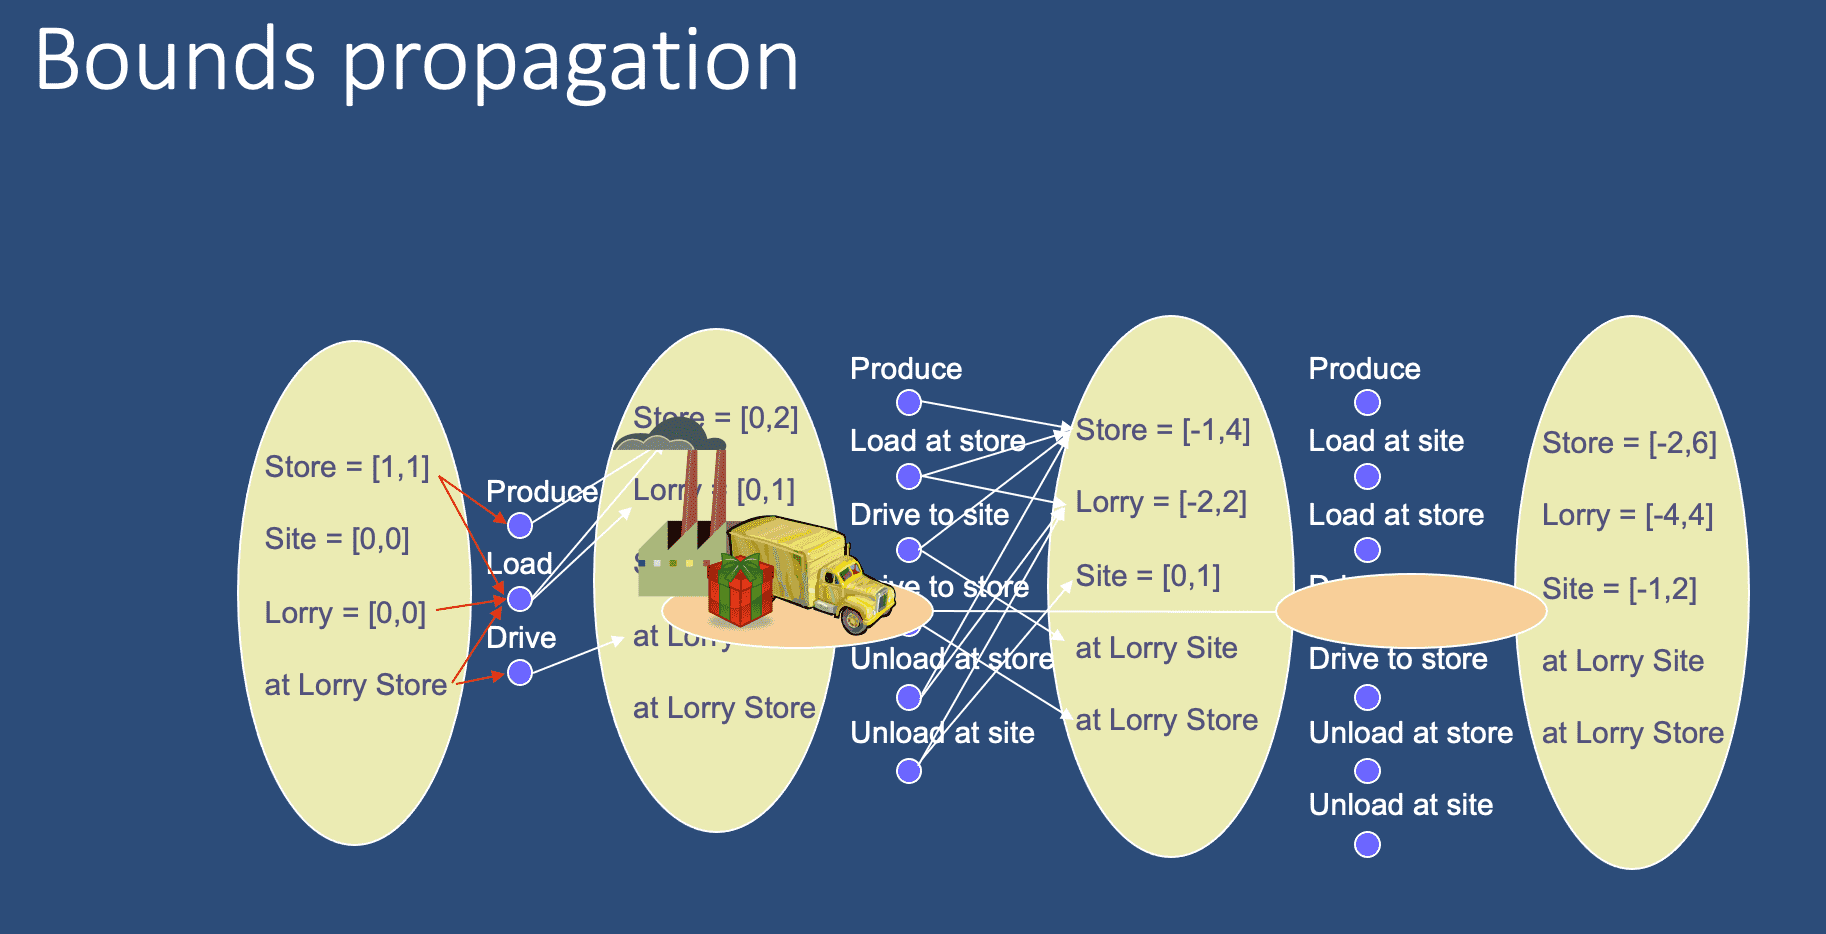 Bounds propagation
Store = [1,1]
Site = [0,0]
Lorry = [0,0]
at Lorry Store
Produce
Load
Drive
Store = [0,2]
Lorry = [0,1]
at Lorry
at Lorry Store
Produce
Load at store
Drive to site
to store
Unload at store
Unload at site
Store = [-1,4]
Lorry = [-2,2]
Site = [0,1]
at Lorry Site
at Lorry Store
Produce
Load at site
Load at store
Drive to store
Unload at store
Unload at site
Store = [-2,6]
Lorry = [-4,4]
Site = [-1,2]
at Lorry Site
at Lorry Store